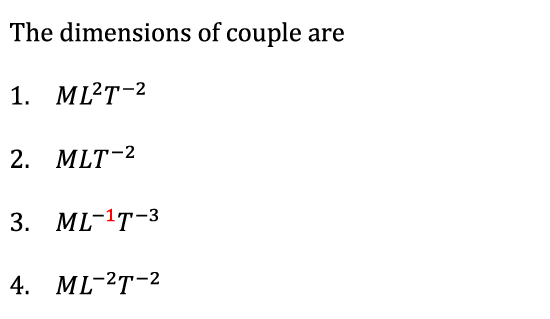 The dimensions of couple are
1. ML²T⁻²
2. MLT⁻²
3. ML⁻¹T⁻³
4. ML⁻²T⁻²